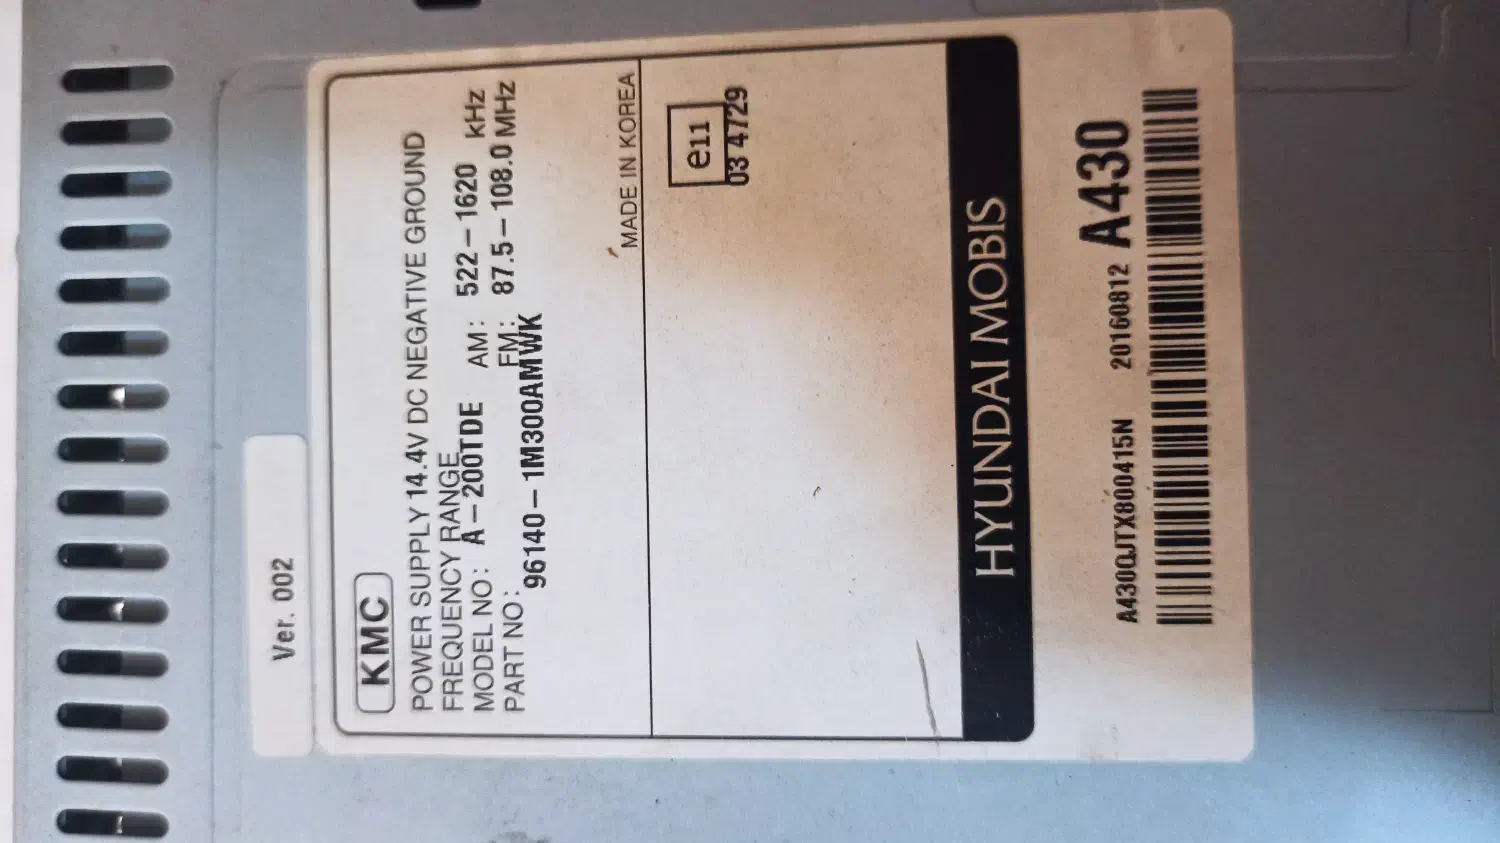 Ver. 002
KMC
POWER SUPPLY 14.4V DC NEGATIVE GROUND
FREQUENCY RANGE
MODEL NO: A-200TDE AM: 522-1620 kHz
PART NO: FM: 87.5-108.0 MHz
96140-1M300AMWK
MADE IN KOREA
e11
03 4729
HYUNDAI MOBIS
A430QJTX800415N 20160812 A430